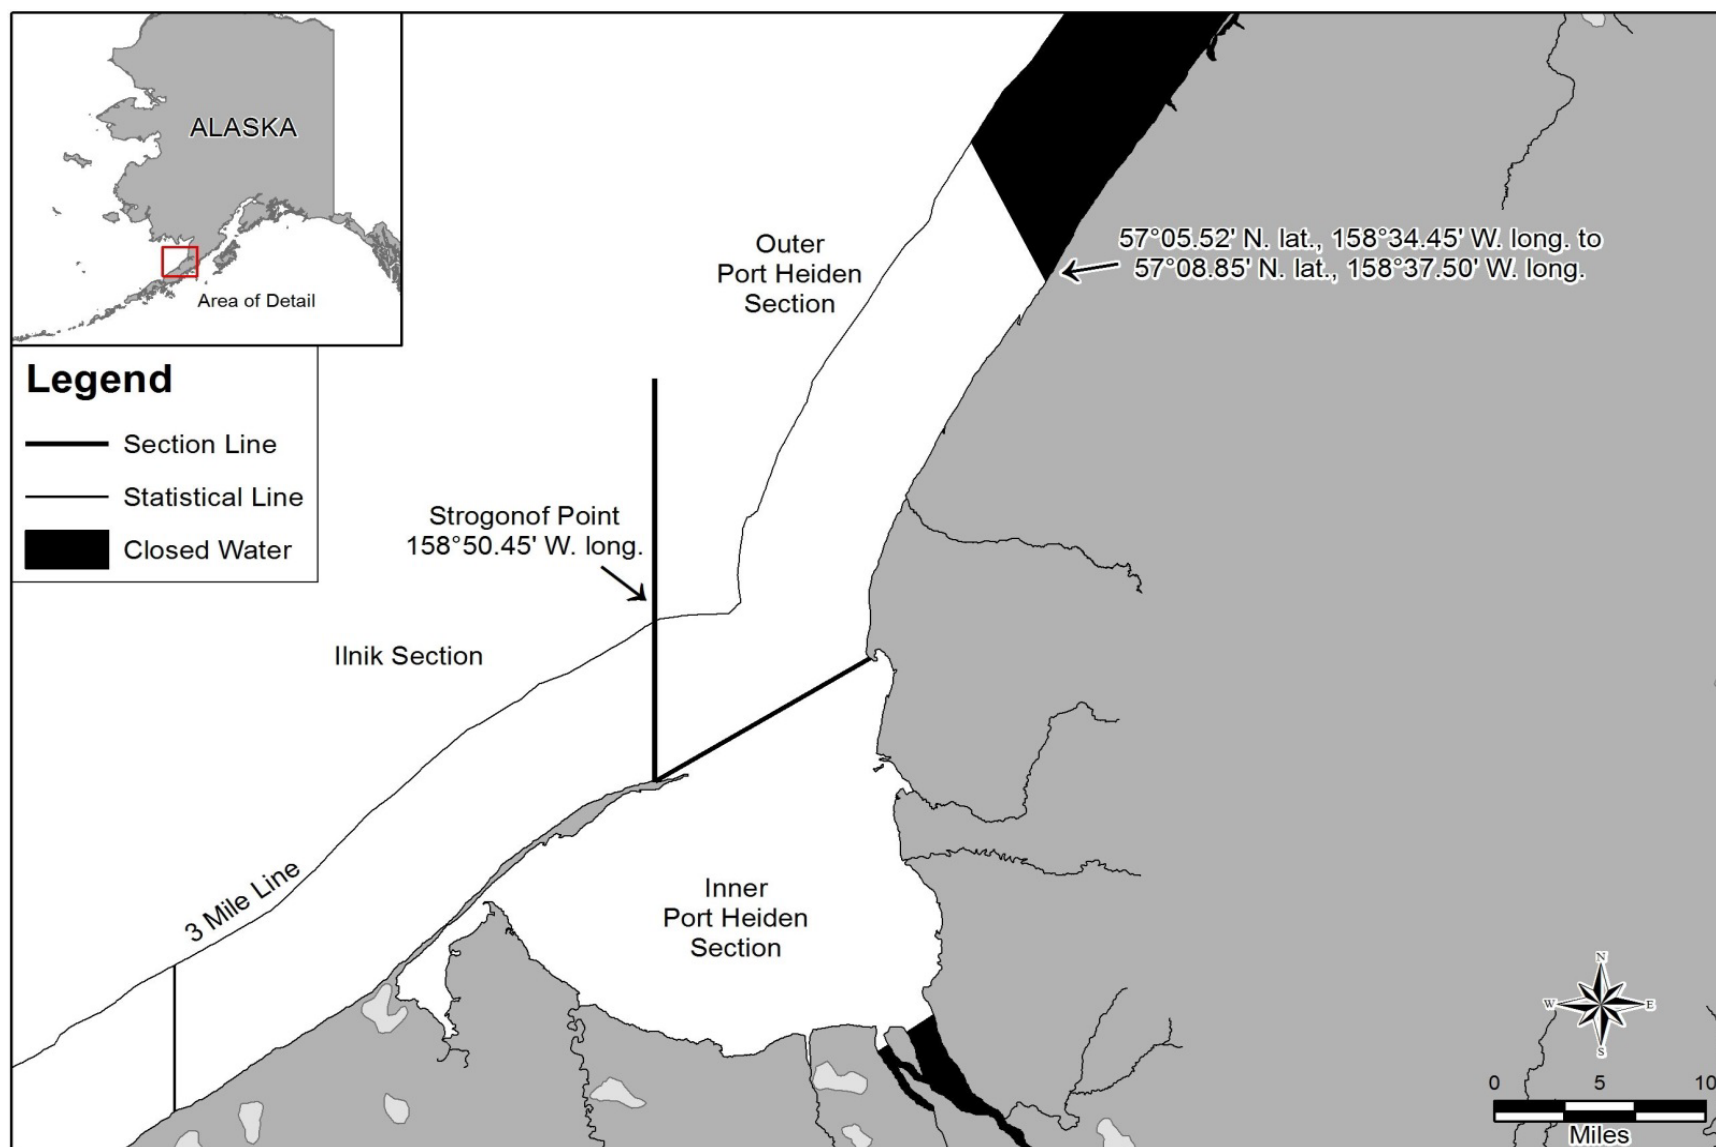 ALASKA
Area of Detail
Legend
Section Line
Statistical Line
Closed Water
Outer
Port Heiden
Section
57°05.52' N. lat., 158°34.45' W. long. to
57°08.85' N. lat., 158°37.50' W. long.
Strogonof Point
158°50.45' W. long.
Ilnik Section
3 Mile Line
Inner
Port Heiden
Section
N
W
E
S
0 5 10
Miles